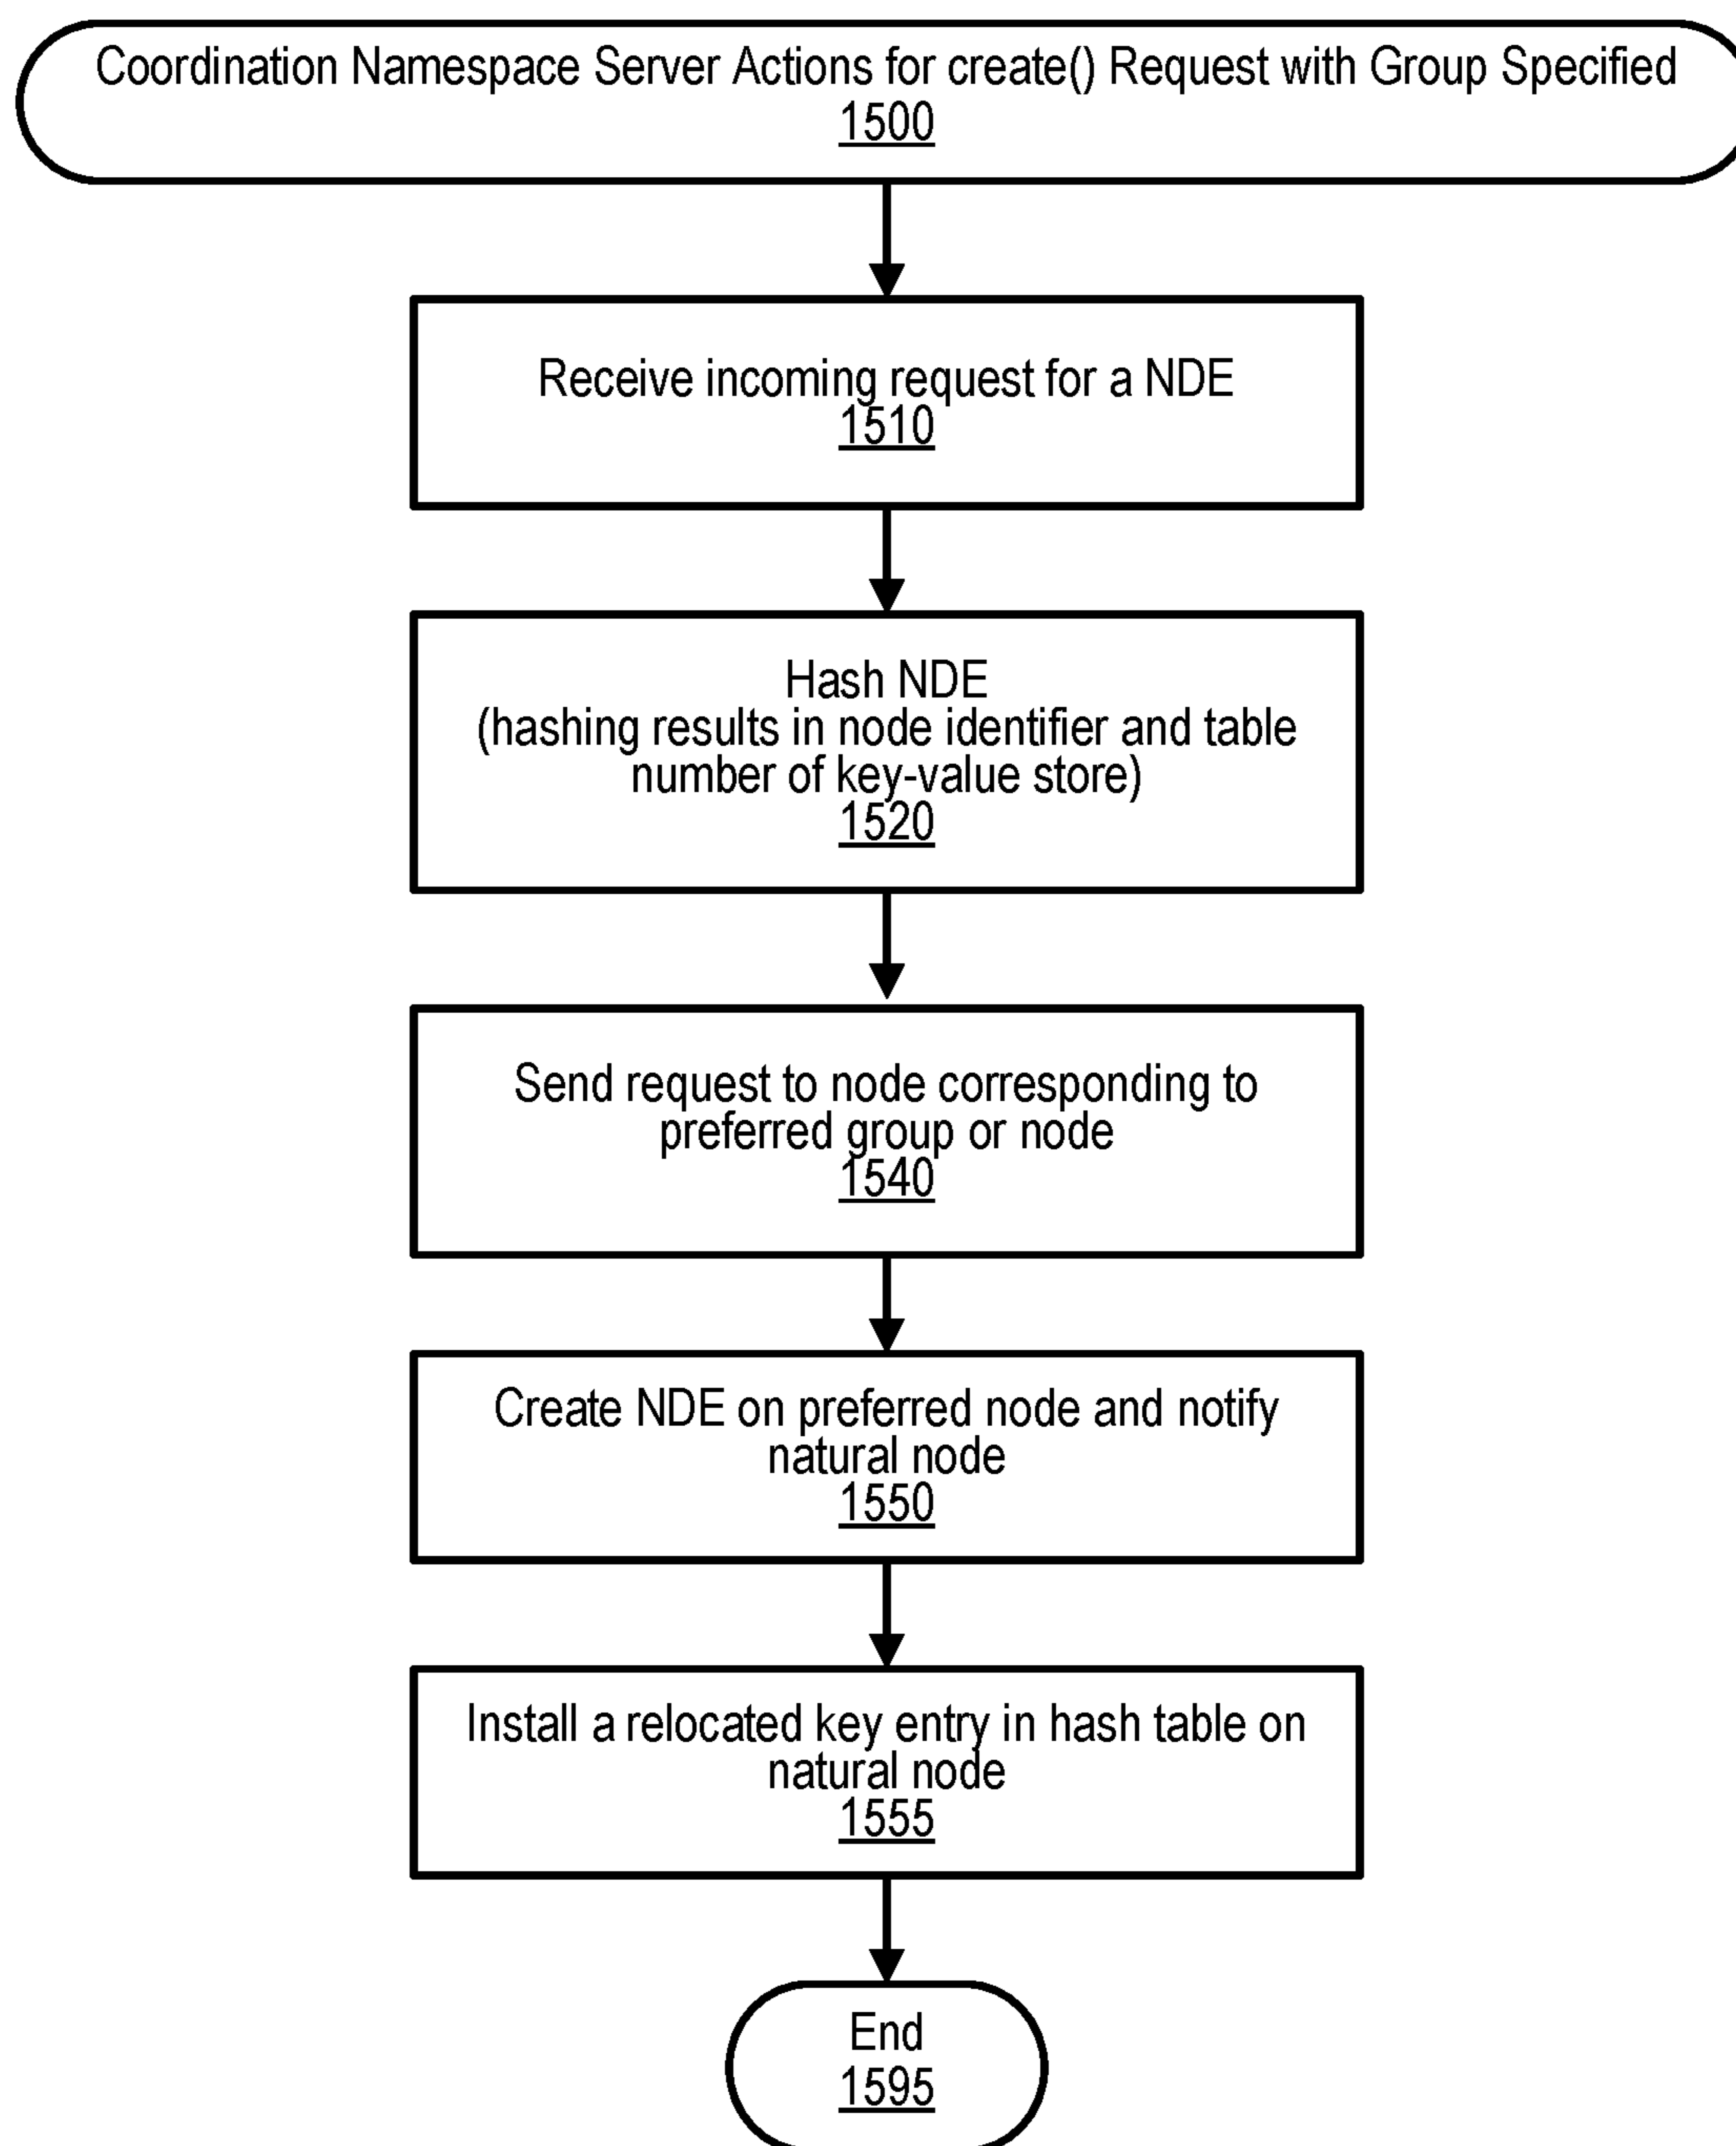 Coordination Namespace Server Actions for create() Request with Group Specified
1500
Receive incoming request for a NDE
1510
Hash NDE
(hashing results in node identifier and table
number of key-value store)
1520
Send request to node corresponding to
preferred group or node
1540
Create NDE on preferred node and notify
natural node
1550
Install a relocated key entry in hash table on
natural node
1555
End
1595